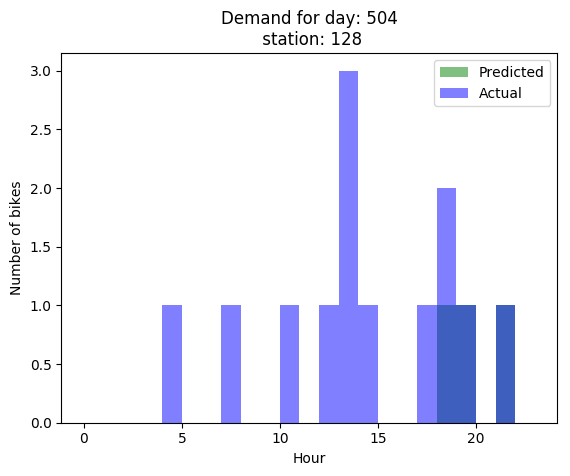 Demand for day: 504
station: 128
Predicted
Actual
3.0
2.5
2.0
1.5
1.0
0.5
0.0
Number of bikes
0 5 10 15 20
Hour